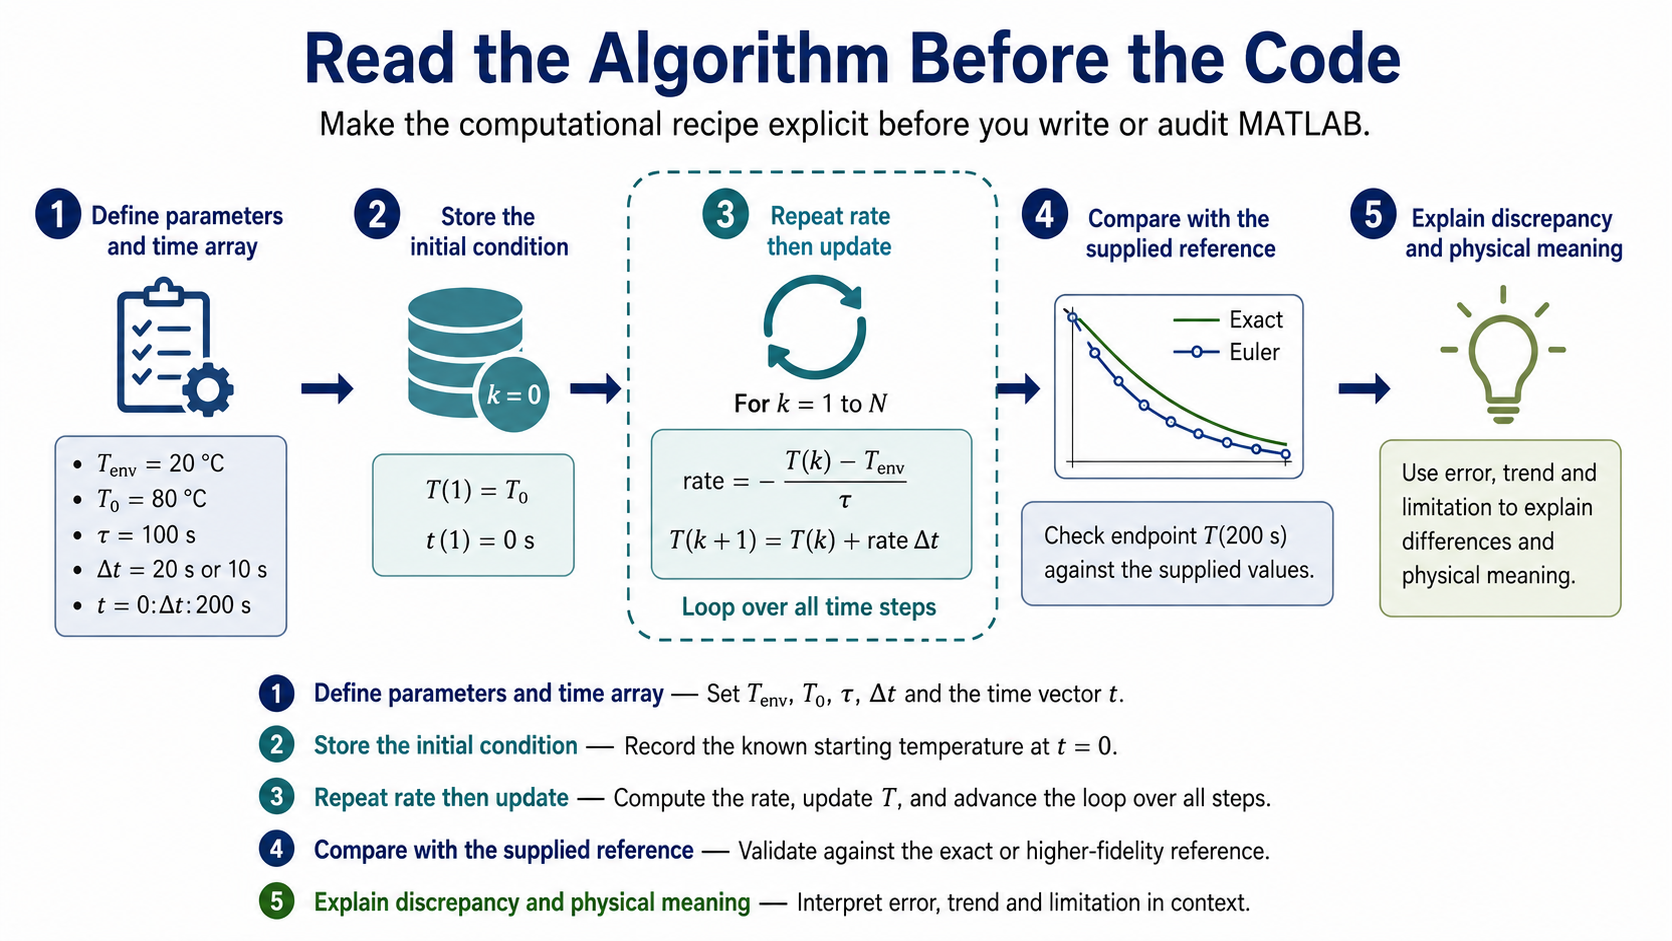 Read the Algorithm Before the Code
Make the computational recipe explicit before you write or audit MATLAB.
1 Define parameters
and time array
T_env = 20 °C
T_0 = 80 °C
τ = 100 s
Δt = 20 s or 10 s
t = 0:Δt:200 s
2 Store the
initial condition
k = 0
T(1) = T_0
t(1) = 0 s
3 Repeat rate
then update
For k = 1 to N
rate = − (T(k) − T_env) / τ
T(k + 1) = T(k) + rate Δt
Loop over all time steps
4 Compare with the
supplied reference
Exact
Euler
Check endpoint T(200 s)
against the supplied values.
5 Explain discrepancy
and physical meaning
Use error, trend and
limitation to explain
differences and
physical meaning.
1 Define parameters and time array — Set T_env, T_0, τ, Δt and the time vector t.
2 Store the initial condition — Record the known starting temperature at t = 0.
3 Repeat rate then update — Compute the rate, update T, and advance the loop over all steps.
4 Compare with the supplied reference — Validate against the exact or higher-fidelity reference.
5 Explain discrepancy and physical meaning — Interpret error, trend and limitation in context.